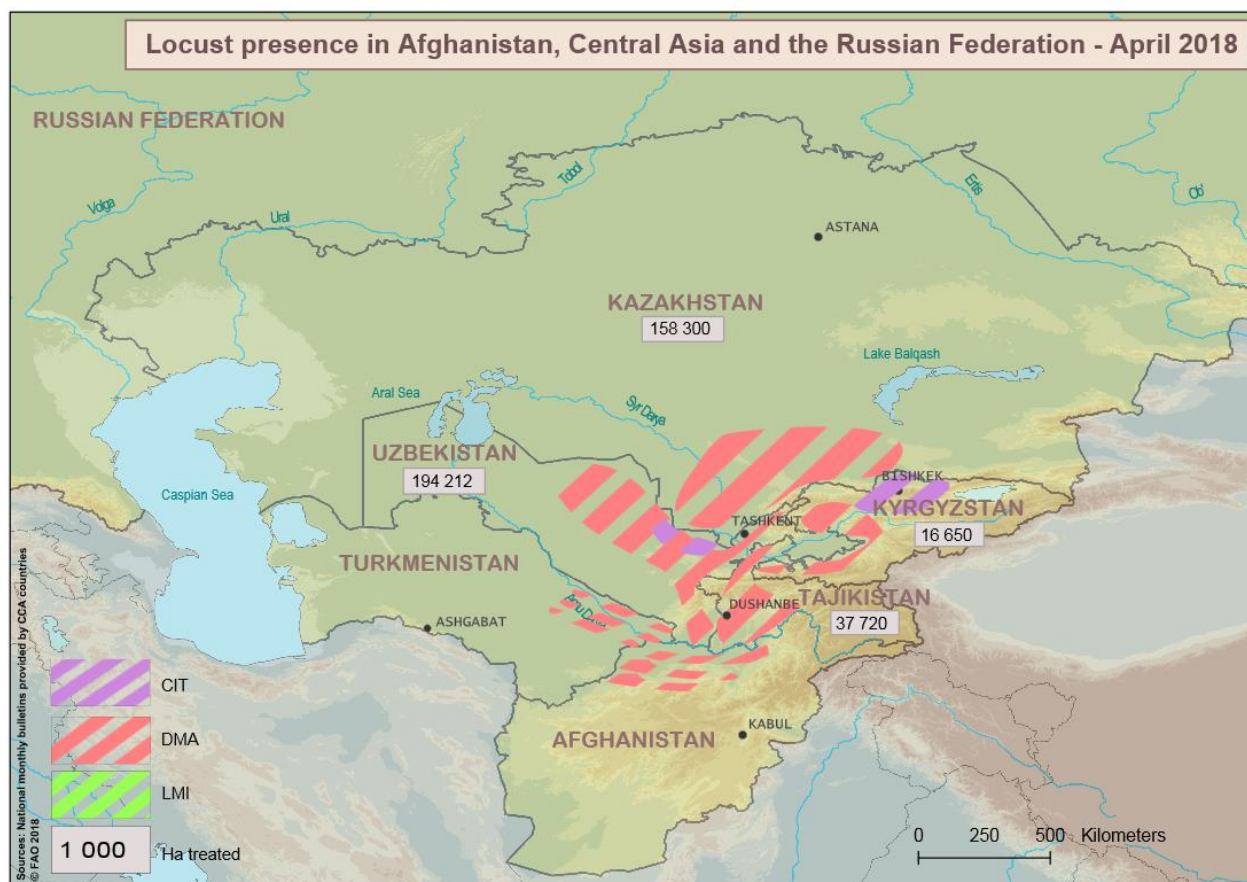 Locust presence in Afghanistan, Central Asia and the Russian Federation - April 2018
RUSSIAN FEDERATION
Volga
Ural
Tobol
Ertis
Ob'
ASTANA
KAZAKHSTAN
158 300
Lake Balqash
Aral Sea
Syr Darya
UZBEKISTAN
194 212
Caspian Sea
BISHKEK
KYRGYZSTAN
16 650
TASHKENT
TURKMENISTAN
Amu Darya
DUSHANBE
TAJIKISTAN
37 720
ASHGABAT
KABUL
AFGHANISTAN
CIT
DMA
LMI
1 000
Ha treated
0 250 500 Kilometers
Sources: National monthly bulletins provided by CCA countries
© FAO 2018